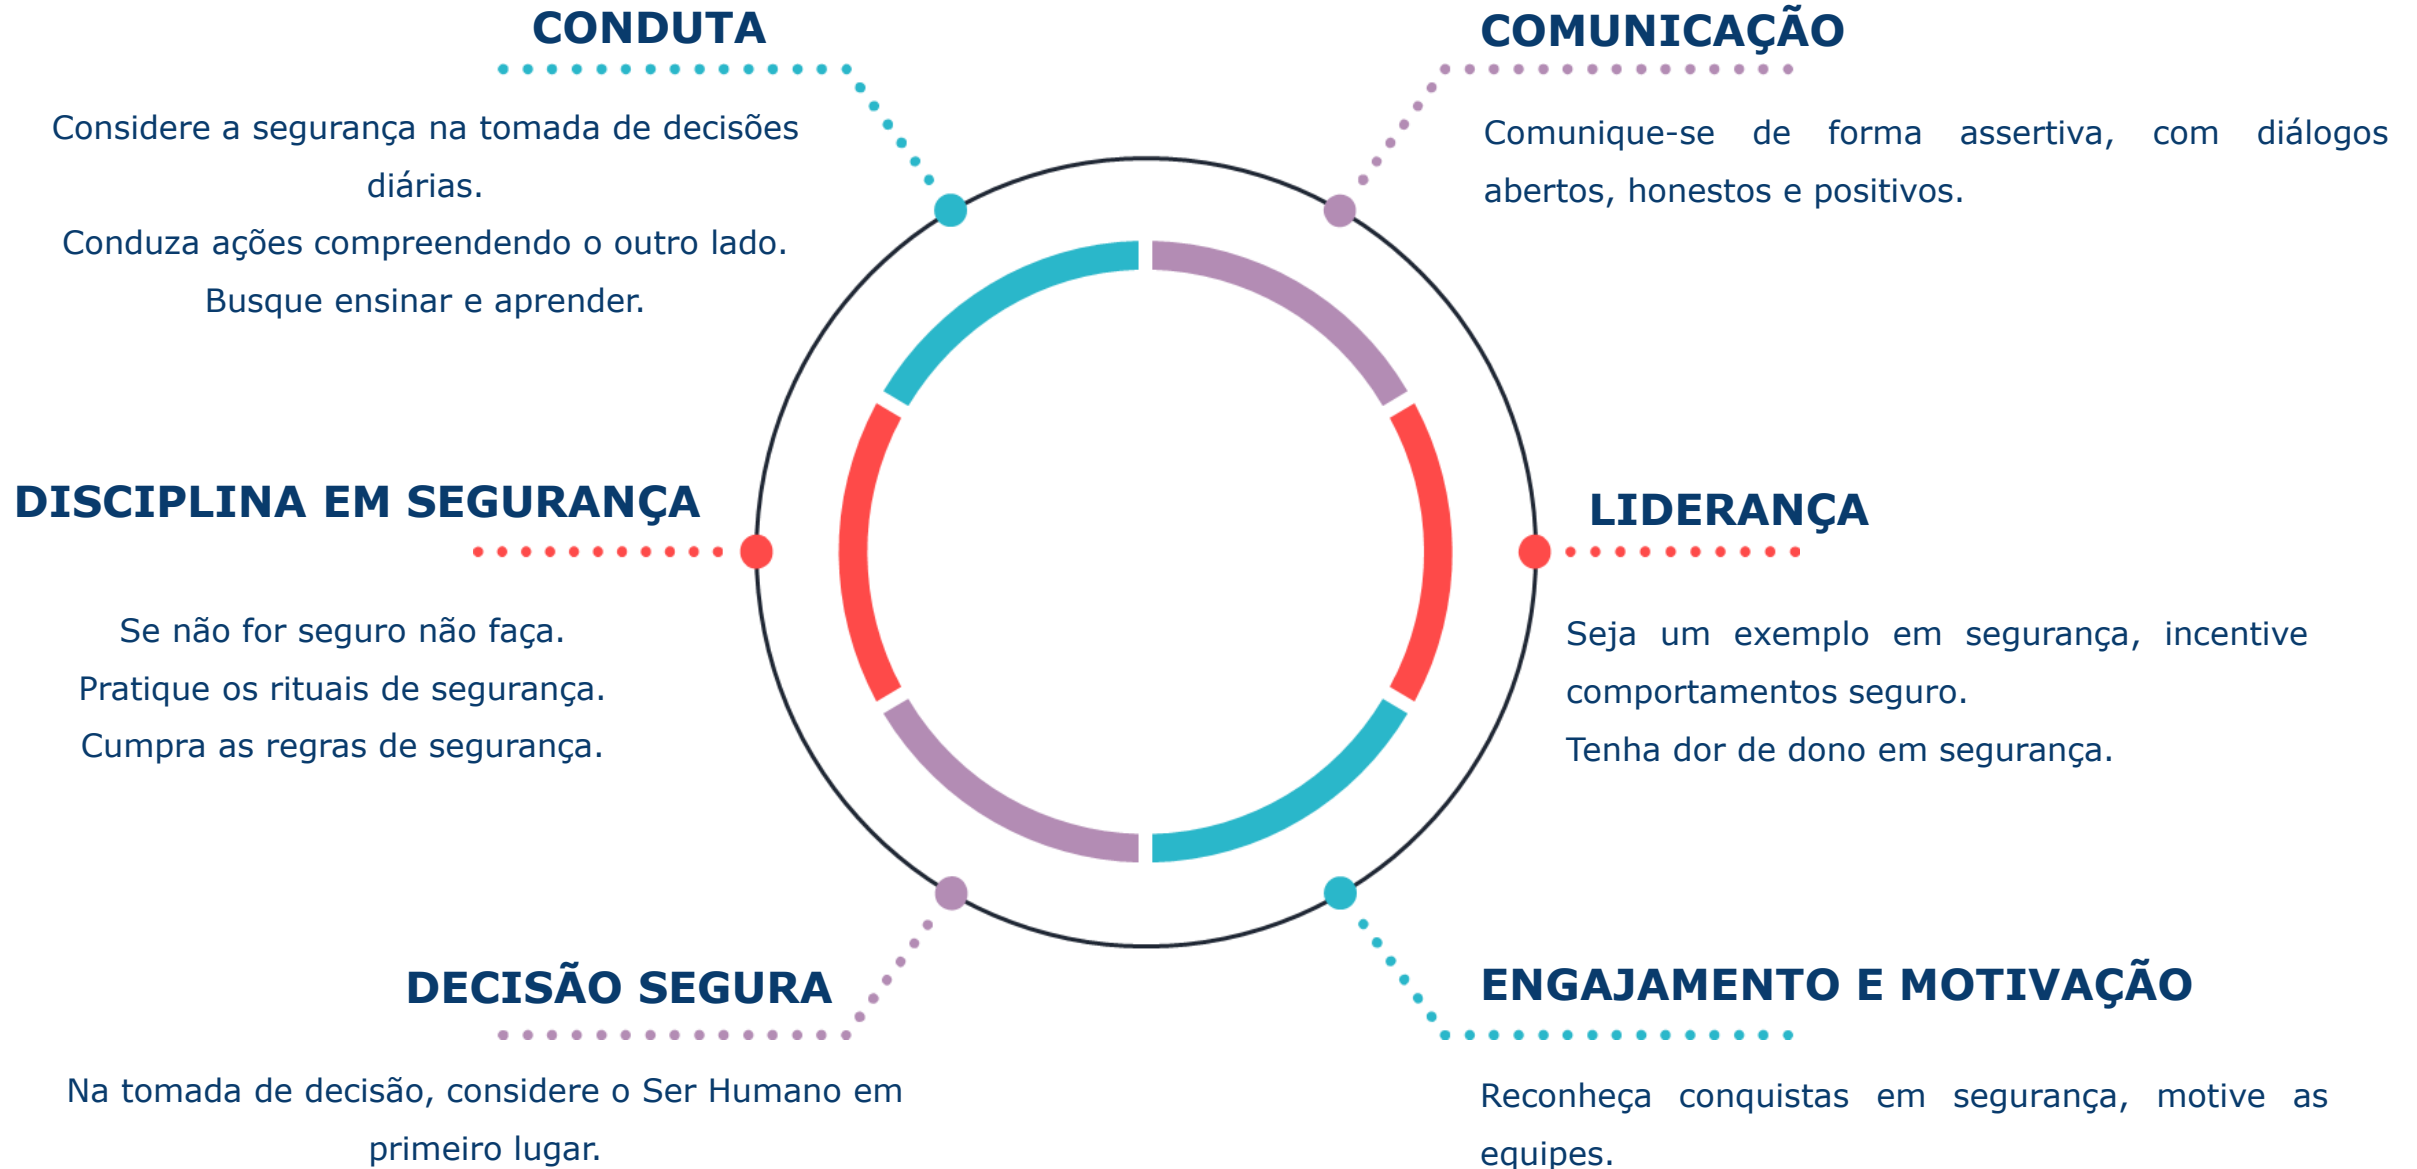 CONDUTA
Considere a segurança na tomada de decisões
diárias.
Conduza ações compreendendo o outro lado.
Busque ensinar e aprender.
COMUNICAÇÃO
Comunique-se de forma assertiva, com diálogos
abertos, honestos e positivos.
DISCIPLINA EM SEGURANÇA
Se não for seguro não faça.
Pratique os rituais de segurança.
Cumpra as regras de segurança.
LIDERANÇA
Seja um exemplo em segurança, incentive
comportamentos seguro.
Tenha dor de dono em segurança.
DECISÃO SEGURA
Na tomada de decisão, considere o Ser Humano em
primeiro lugar.
ENGAJAMENTO E MOTIVAÇÃO
Reconheça conquistas em segurança, motive as
equipes.